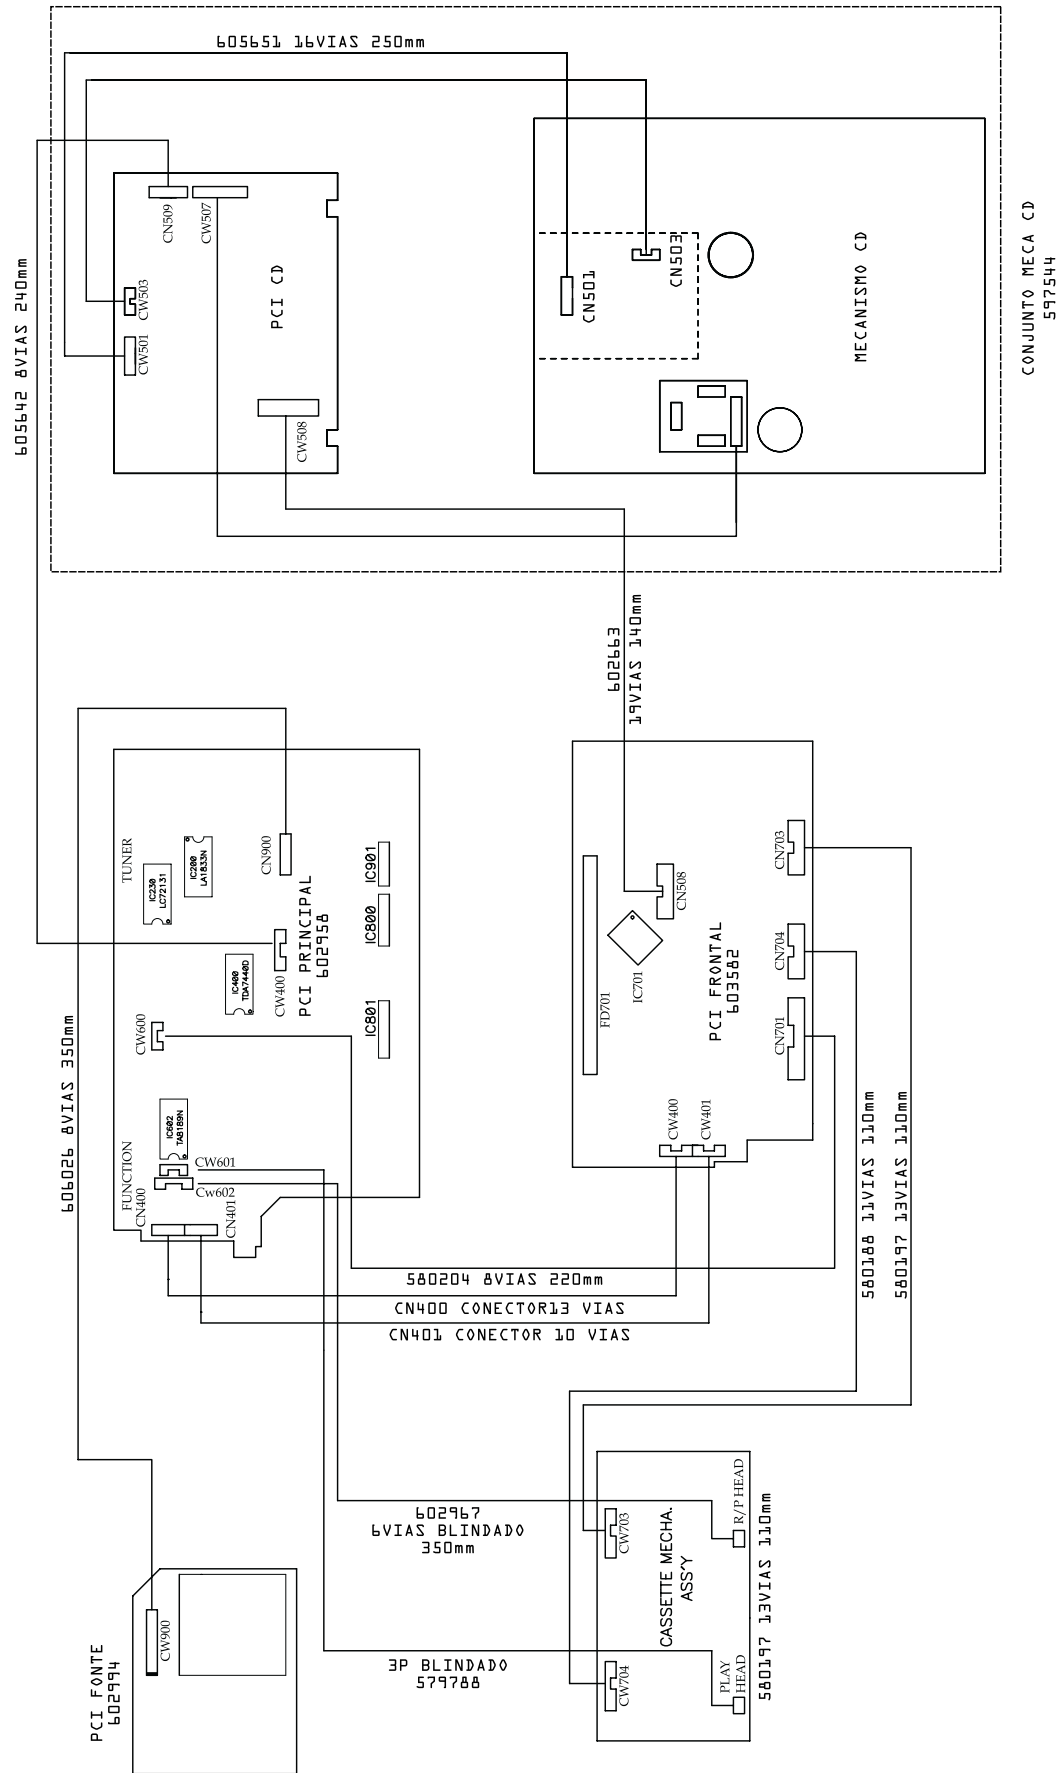 605651 16VIAS 250mm
605642 8VIAS 240mm
CN509
CW507
CW503
CW501
PCI CD
CW508
CN501
CN503
MECANISMO CD
CONJUNTO MECA CD
597544
602663
19VIAS 140mm
606026 8VIAS 350mm
TUNER
IC230
LC72131
IC200
LA1833N
CN900
IC901
IC800
IC801
PCI PRINCIPAL
602958
CW400
IC400
TDA7440D
CW600
IC602
TA8189N
FUNCTION
CW601
Cw602
CN400
CN401
FD701
IC701
CN508
PCI FRONTAL
603582
CN703
CN704
CN701
CW400
CW401
580188 11VIAS 110mm
580197 13VIAS 110mm
580204 8VIAS 220mm
CN400 CONECTOR13 VIAS
CN401 CONECTOR 10 VIAS
602967
6VIAS BLINDADO
350mm
3P BLINDADO
579788
PCI FONTE
602994
CW900
CW703
CW704
CASSETTE MECHA.
ASS'Y
R/P HEAD
PLAY
HEAD
580197 13VIAS 110mm